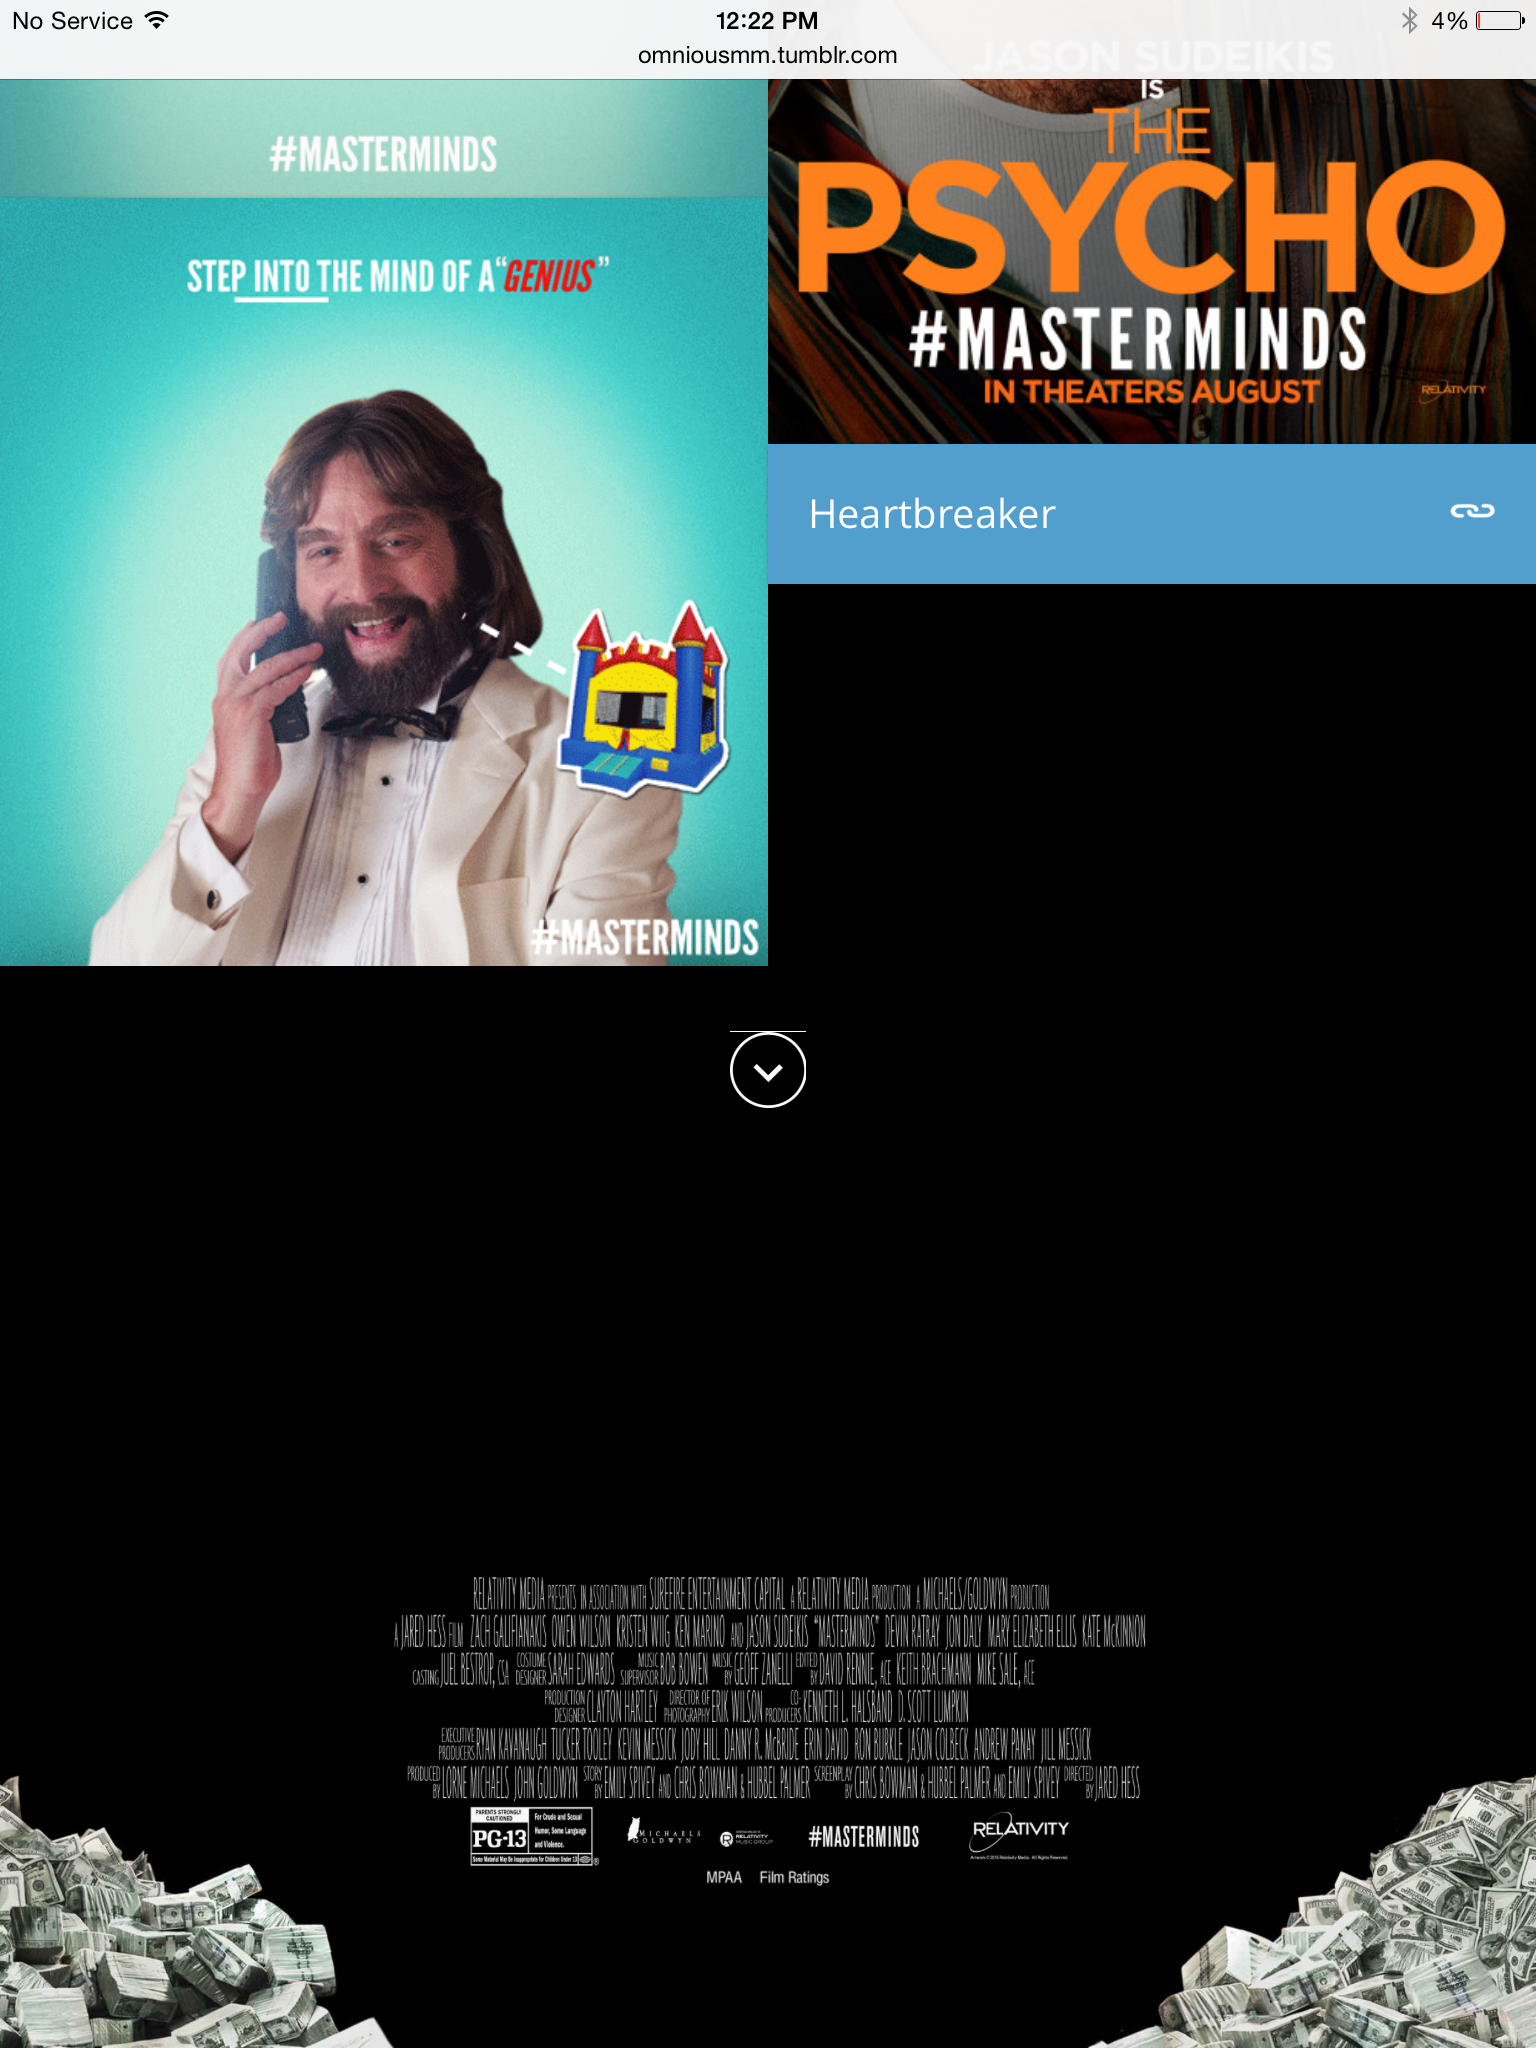 No Service 12:22 PM 4%
omniousmm.tumblr.com
#MASTERMINDS
STEP INTO THE MIND OF A "GENIUS"
#MASTERMINDS
JASON SUDEIKIS
IS
THE
PSYCHO
#MASTERMINDS
IN THEATERS AUGUST
RELATIVITY
Heartbreaker
RELATIVITY MEDIA PRESENTS IN ASSOCIATION WITH SUREFIRE ENTERTAINMENT CAPITAL A RELATIVITY MEDIA PRODUCTION A MICHAELS/GOLDWYN PRODUCTION
A JARED HESS FILM ZACH GALIFIANAKIS OWEN WILSON KRISTEN WIIG KEN MARINO AND JASON SUDEIKIS "MASTERMINDS" DEVIN RATRAY JON DALY MARY ELIZABETH ELLIS KATE McKINNON
CASTING JUEL BESTROP, CSA COSTUME DESIGNER SARAH EDWARDS MUSIC SUPERVISOR BOB BOWEN MUSIC BY GEOFF ZANELLI EDITED BY DAVID RENNIE, ACE KEITH BRACHMANN MIKE SALE, ACE
PRODUCTION DESIGNER CLAYTON HARTLEY DIRECTOR OF PHOTOGRAPHY ERIK WILSON CO-PRODUCERS KENNETH L. HALSBAND D. SCOTT LUMPKIN
EXECUTIVE PRODUCERS RYAN KAVANAUGH TUCKER TOOLEY KEVIN MESSICK JODY HILL DANNY R. McBRIDE ERIN DAVID RON BURKLE JASON COLBECK ANDREW PANAY JILL MESSICK
PRODUCED BY LORNE MICHAELS JOHN GOLDWYN STORY BY EMILY SPIVEY AND CHRIS BOWMAN & HUBBEL PALMER SCREENPLAY BY CHRIS BOWMAN & HUBBEL PALMER AND EMILY SPIVEY DIRECTED BY JARED HESS
PARENTS STRONGLY CAUTIONED
PG-13
For Crude and Sexual
Humor, Some Language
and Violence.
Some Material May Be Inappropriate for Children Under 13
MICHAELS
GOLDWYN
RELATIVITY
MUSIC GROUP
#MASTERMINDS
RELATIVITY
Artwork ©2015 Relativity Media. All Rights Reserved.
MPAA Film Ratings